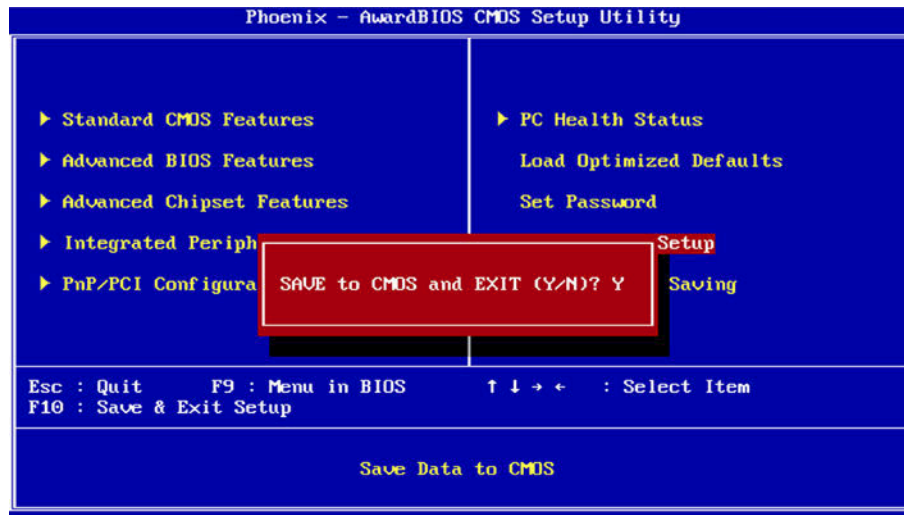 Phoenix - AwardBIOS CMOS Setup Utility
▶ Standard CMOS Features
▶ Advanced BIOS Features
▶ Advanced Chipset Features
▶ Integrated Periph
▶ PnP/PCI Configura
▶ PC Health Status
Load Optimized Defaults
Set Password
Setup
Saving
SAVE to CMOS and EXIT (Y/N)? Y
Esc : Quit F9 : Menu in BIOS ↑ ↓ → ← : Select Item
F10 : Save & Exit Setup
Save Data to CMOS